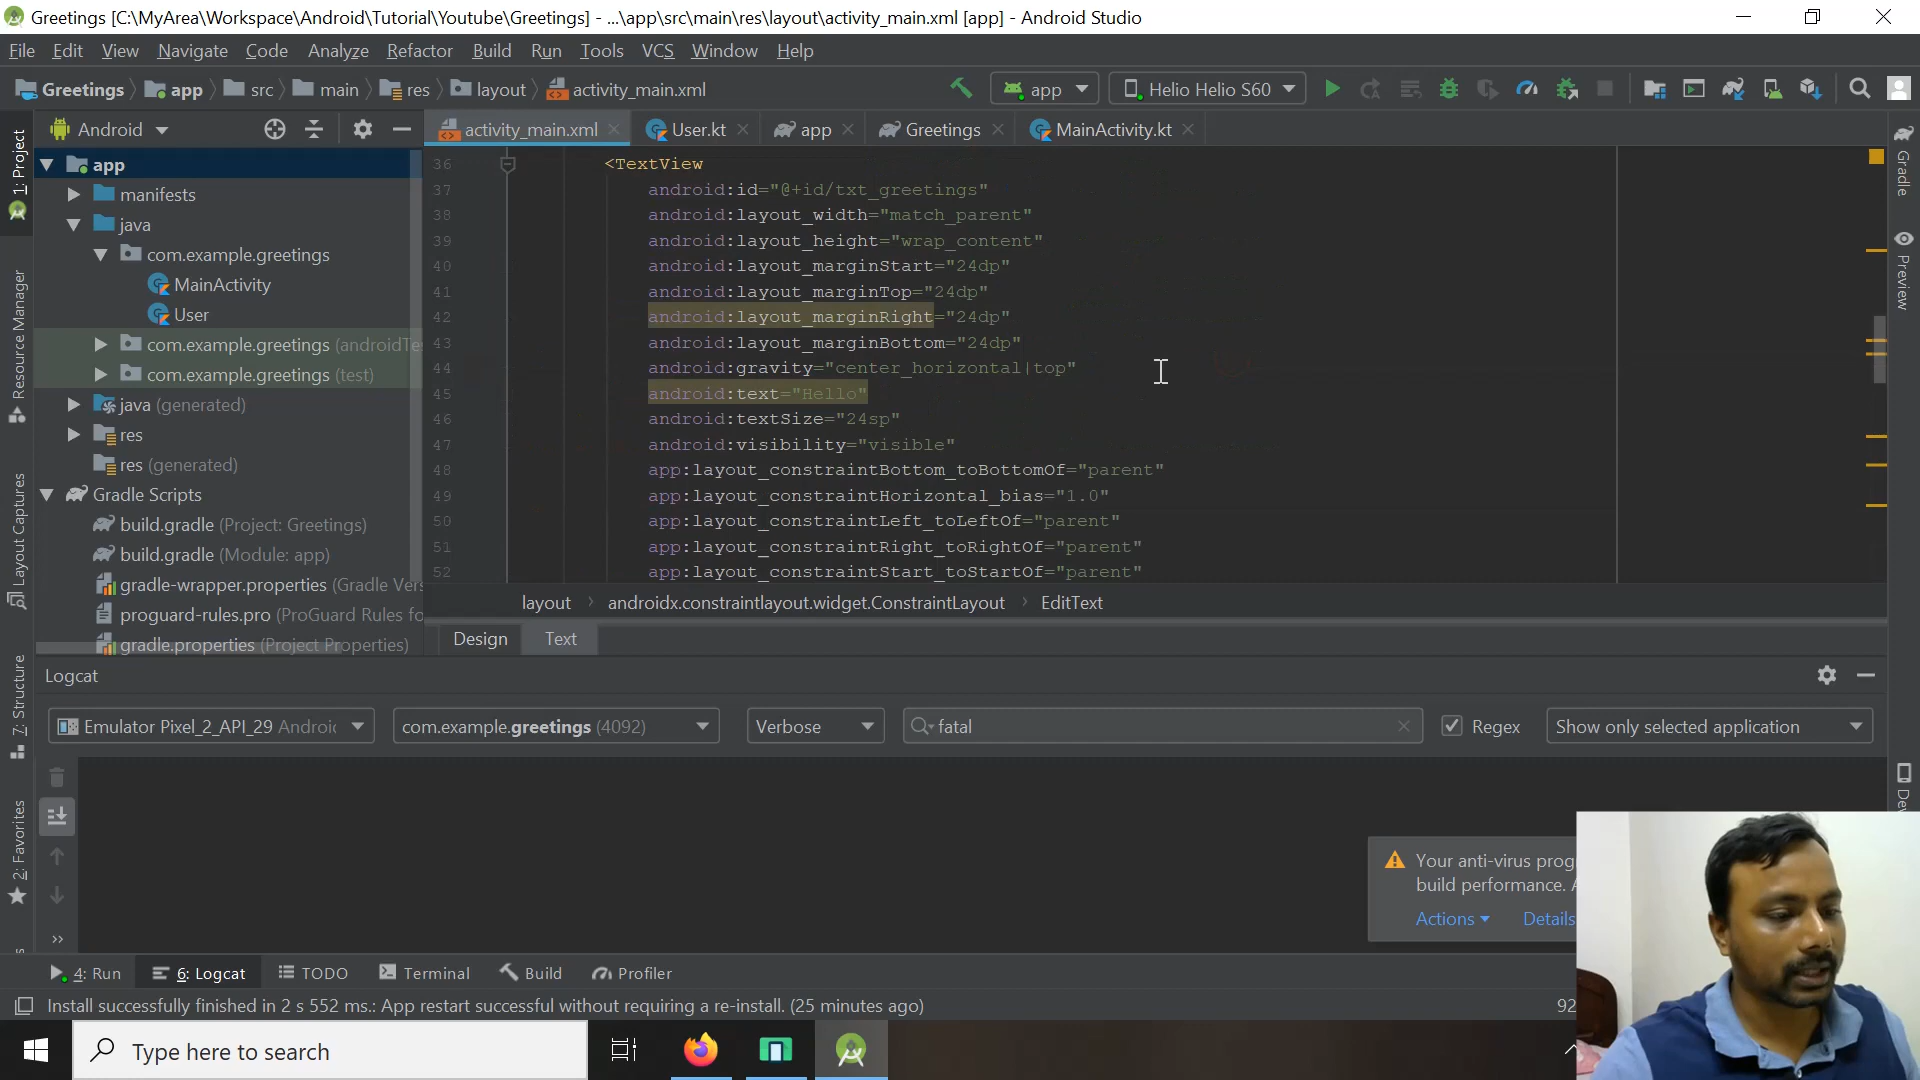 Greetings [C:\MyArea\Workspace\Android\Tutorial\Youtube\Greetings] - ...\app\src\main\res\layout\activity_main.xml [app] - Android Studio
File Edit View Navigate Code Analyze Refactor Build Run Tools VCS Window Help
Greetings app src main res layout activity_main.xml app Helio Helio S60
Android activity_main.xml User.kt app Greetings MainActivity.kt
1: Project
Resource Manager
Layout Captures
7: Structure
2: Favorites
app
manifests
java
com.example.greetings
MainActivity
User
com.example.greetings (androidTe
com.example.greetings (test)
java (generated)
res
res (generated)
Gradle Scripts
build.gradle (Project: Greetings)
build.gradle (Module: app)
gradle-wrapper.properties (Gradle Ver
proguard-rules.pro (ProGuard Rules fo
gradle.properties (Project Properties)
36 <TextView
37 android:id="@+id/txt_greetings"
38 android:layout_width="match_parent"
39 android:layout_height="wrap_content"
40 android:layout_marginStart="24dp"
41 android:layout_marginTop="24dp"
42 android:layout_marginRight="24dp"
43 android:layout_marginBottom="24dp"
44 android:gravity="center_horizontal|top"
45 android:text="Hello"
46 android:textSize="24sp"
47 android:visibility="visible"
48 app:layout_constraintBottom_toBottomOf="parent"
49 app:layout_constraintHorizontal_bias="1.0"
50 app:layout_constraintLeft_toLeftOf="parent"
51 app:layout_constraintRight_toRightOf="parent"
52 app:layout_constraintStart_toStartOf="parent"
layout androidx.constraintlayout.widget.ConstraintLayout EditText
Design Text
Gradle
Preview
Logcat
Emulator Pixel_2_API_29 Androic com.example.greetings (4092) Verbose fatal Regex Show only selected application
Your anti-virus prog
build performance. A
Actions Details
4: Run 6: Logcat TODO Terminal Build Profiler
Install successfully finished in 2 s 552 ms.: App restart successful without requiring a re-install. (25 minutes ago) 92
Type here to search